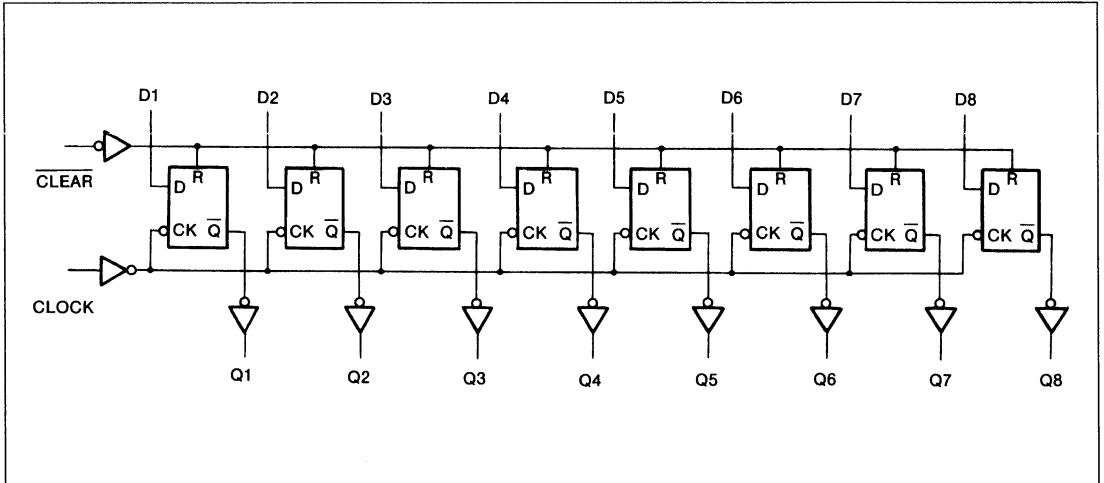 D1 D2 D3 D4 D5 D6 D7 D8
CLEAR
R R R R R R R R
D D D D D D D D
CK Q CK Q CK Q CK Q CK Q CK Q CK Q CK Q
CLOCK
Q1 Q2 Q3 Q4 Q5 Q6 Q7 Q8